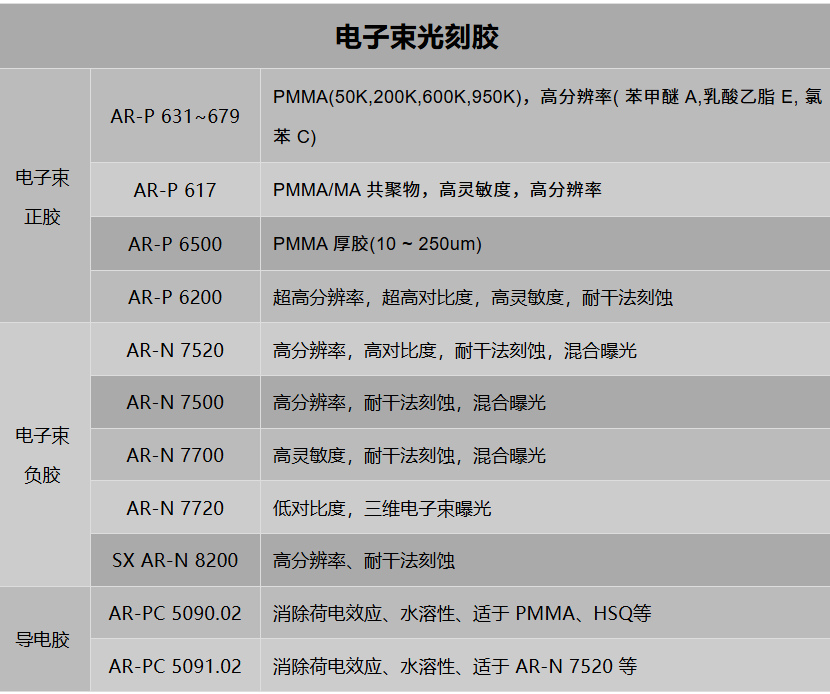 电子束光刻胶
电子束
正胶
AR-P 631~679
PMMA(50K,200K,600K,950K)，高分辨率( 苯甲醚 A,乳酸乙脂 E, 氯
苯 C)
AR-P 617
PMMA/MA 共聚物，高灵敏度，高分辨率
AR-P 6500
PMMA 厚胶(10 ~ 250um)
AR-P 6200
超高分辨率，超高对比度，高灵敏度，耐干法刻蚀
电子束
负胶
AR-N 7520
高分辨率，高对比度，耐干法刻蚀，混合曝光
AR-N 7500
高分辨率，耐干法刻蚀，混合曝光
AR-N 7700
高灵敏度，耐干法刻蚀，混合曝光
AR-N 7720
低对比度，三维电子束曝光
SX AR-N 8200
高分辨率、耐干法刻蚀
导电胶
AR-PC 5090.02
消除荷电效应、水溶性、适于 PMMA、HSQ等
AR-PC 5091.02
消除荷电效应、水溶性、适于 AR-N 7520 等